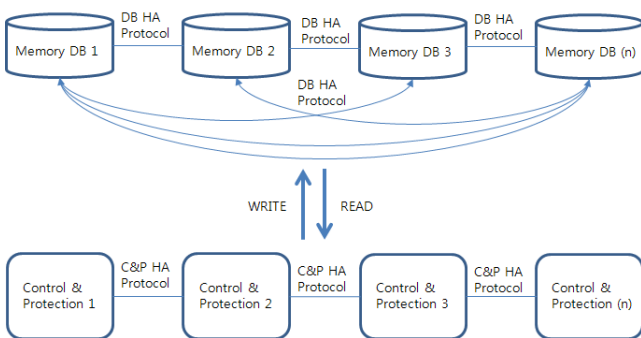 DB HA
Protocol
DB HA
Protocol
DB HA
Protocol
Memory DB 1
Memory DB 2
Memory DB 3
Memory DB (n)
DB HA
Protocol
WRITE
READ
C&P HA
Protocol
C&P HA
Protocol
C&P HA
Protocol
Control &
Protection 1
Control &
Protection 2
Control &
Protection 3
Control &
Protection (n)